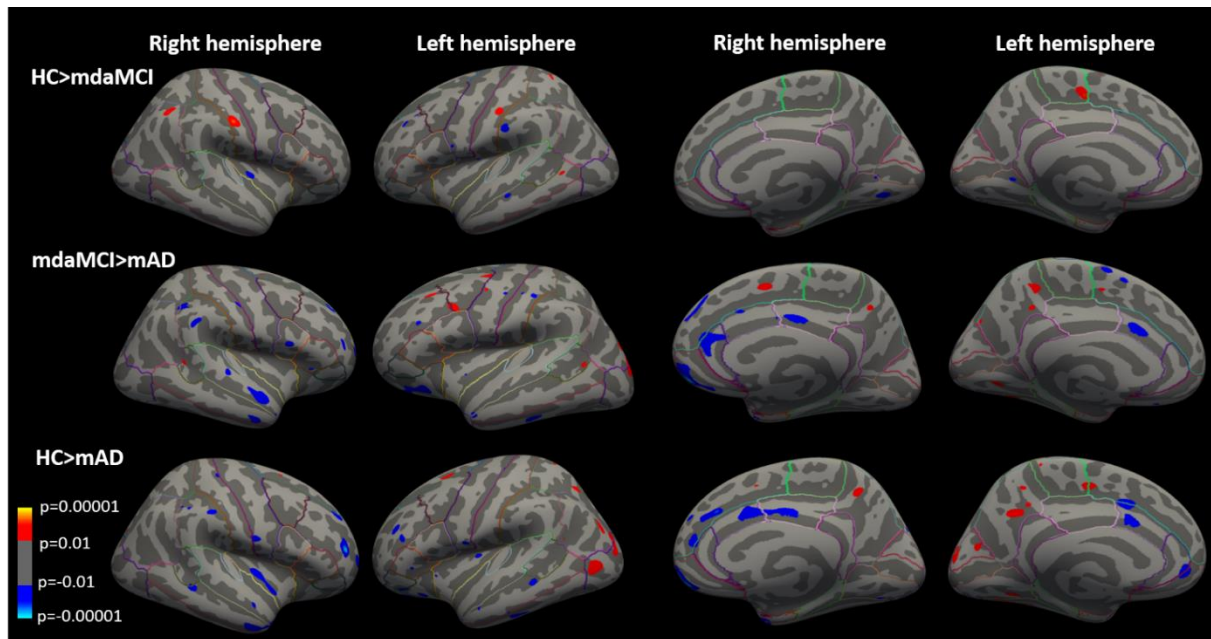 Right hemisphere Left hemisphere Right hemisphere Left hemisphere
HC>mdaMCI
mdaMCI>mAD
HC>mAD
p=0.00001
p=0.01
p=-0.01
p=-0.00001